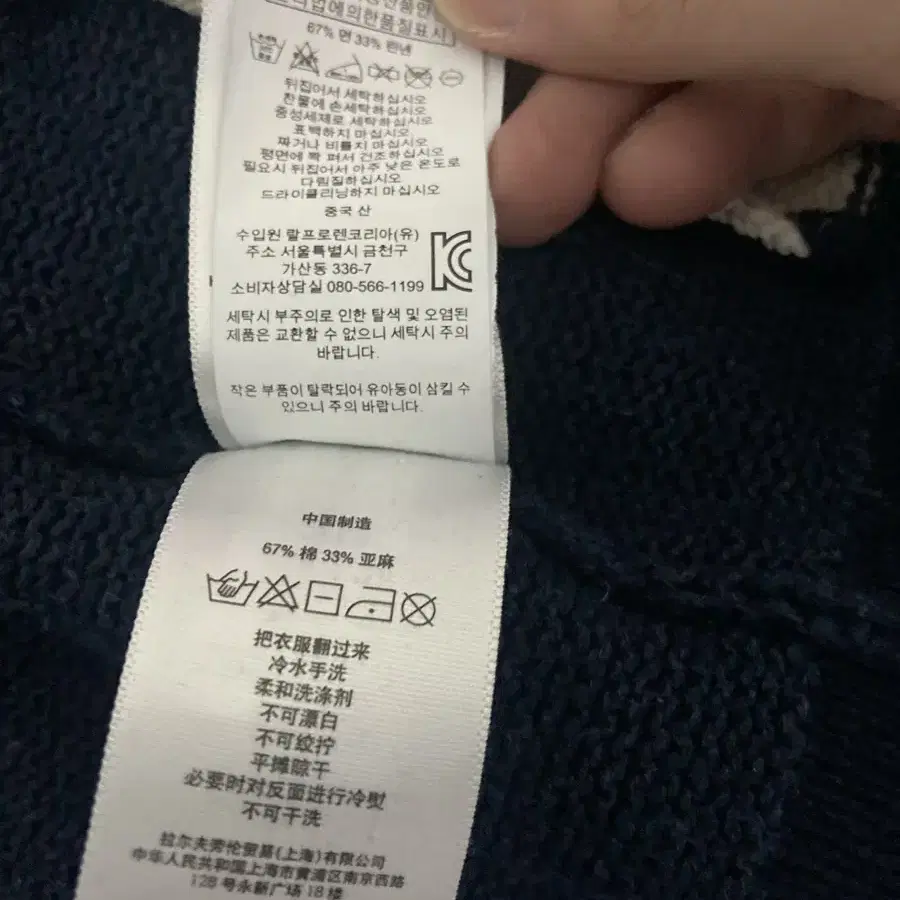 의한품질표시
67% 면 33% 린넨
뒤집어서 세탁하십시오
찬물에 손세탁하십시오
중성세제로 세탁하십시오
표백하지 마십시오
짜거나 비틀지 마십시오
평면에 쫙 펴서 건조하십시오
필요시 뒤집어서 아주 낮은 온도로
다림질하십시오
드라이클리닝하지 마십시오
중국 산
수입원 랄프로렌코리아(유)
주소 서울특별시 금천구
가산동 336-7
소비자상담실 080-566-1199
세탁시 부주의로 인한 탈색 및 오염된
제품은 교환할 수 없으니 세탁시 주의
바랍니다.
작은 부품이 탈락되어 유아동이 삼킬 수
있으니 주의 바랍니다.
中国制造
67% 棉 33% 亚麻
把衣服翻过来
冷水手洗
柔和洗涤剂
不可漂白
不可绞拧
平摊晾干
必要时对反面进行冷熨
不可干洗
拉尔夫劳伦贸易(上海)有限公司
中华人民共和国上海市黄浦区南京西路
128 号永新广场 18 楼